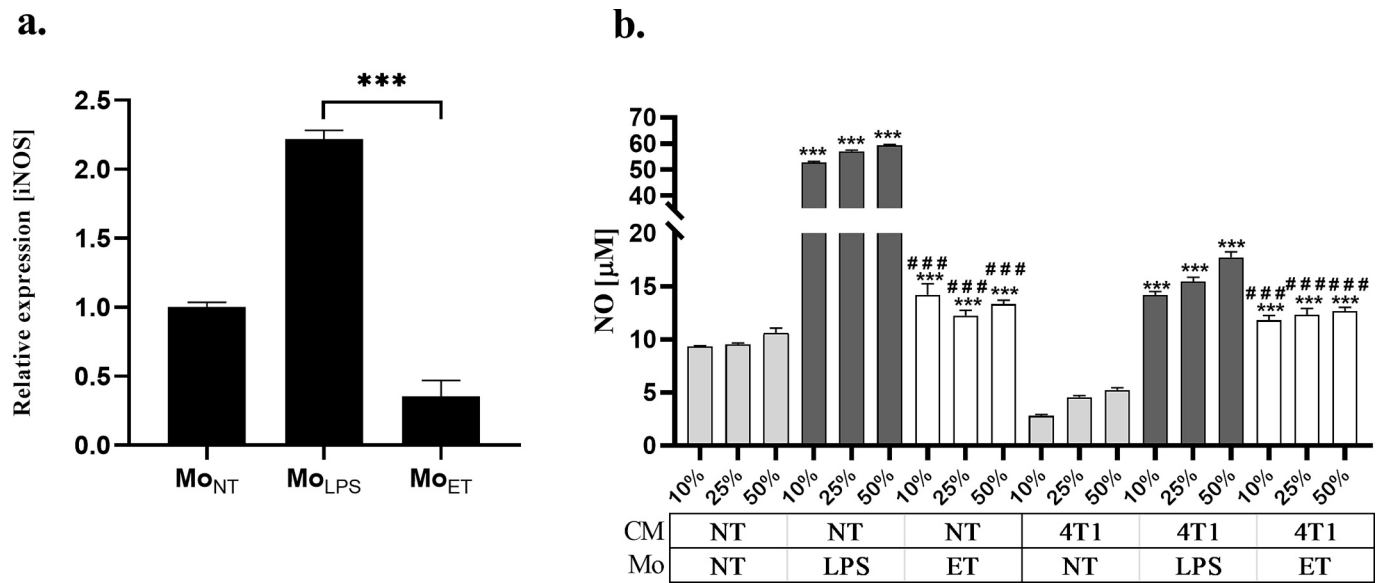 a.
***
2.5
2.0
1.5
1.0
0.5
0.0
Relative expression [iNOS]
MoNT MoLPS MoET
b.
70
60
50
40
20
15
10
5
0
NO [µM]
*** *** ***
### ### ###
*** *** ***
*** *** ***
### ### ###
*** *** ***
10% 25% 50% 10% 25% 50% 10% 25% 50% 10% 25% 50% 10% 25% 50% 10% 25% 50%
CM NT NT NT 4T1 4T1 4T1
Mo NT LPS ET NT LPS ET